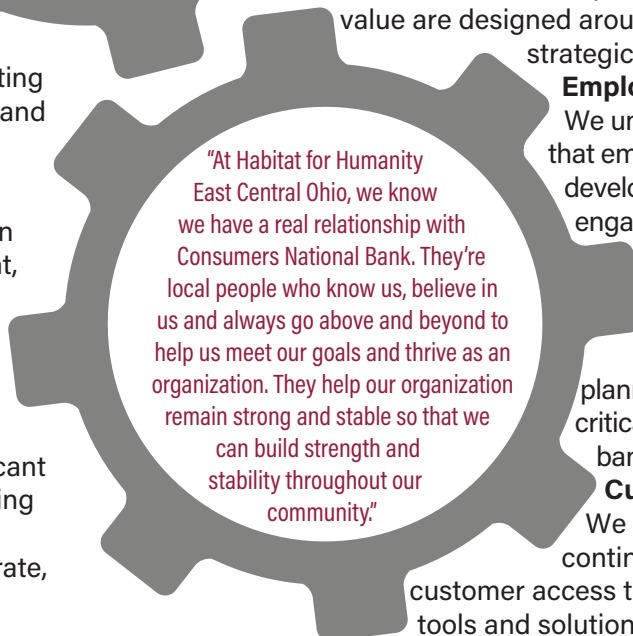 ting
and
n
t,
cant
ing
rate,
“At Habitat for Humanity
East Central Ohio, we know
we have a real relationship with
Consumers National Bank. They’re
local people who know us, believe in
us and always go above and beyond to
help us meet our goals and thrive as an
organization. They help our organization
remain strong and stable so that we
can build strength and
stability throughout our
community.”
value are designed arou
strategic
Emplo
We un
that em
develo
enga
plann
critica
ban
Cu
We
contin
customer access t
tools and solution